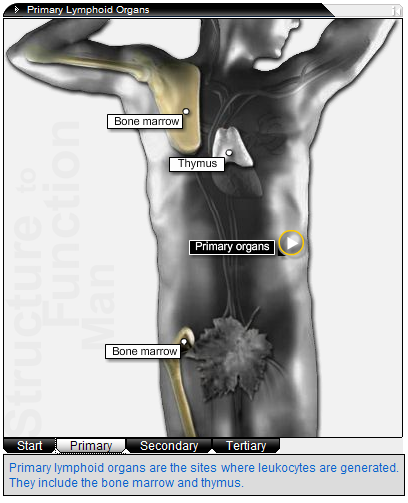 Primary Lymphoid Organs
Bone marrow
Thymus
Primary organs
Bone marrow
Structure to
Function
Man
Start
Primary
Secondary
Tertiary
Primary lymphoid organs are the sites where leukocytes are generated.
They include the bone marrow and thymus.